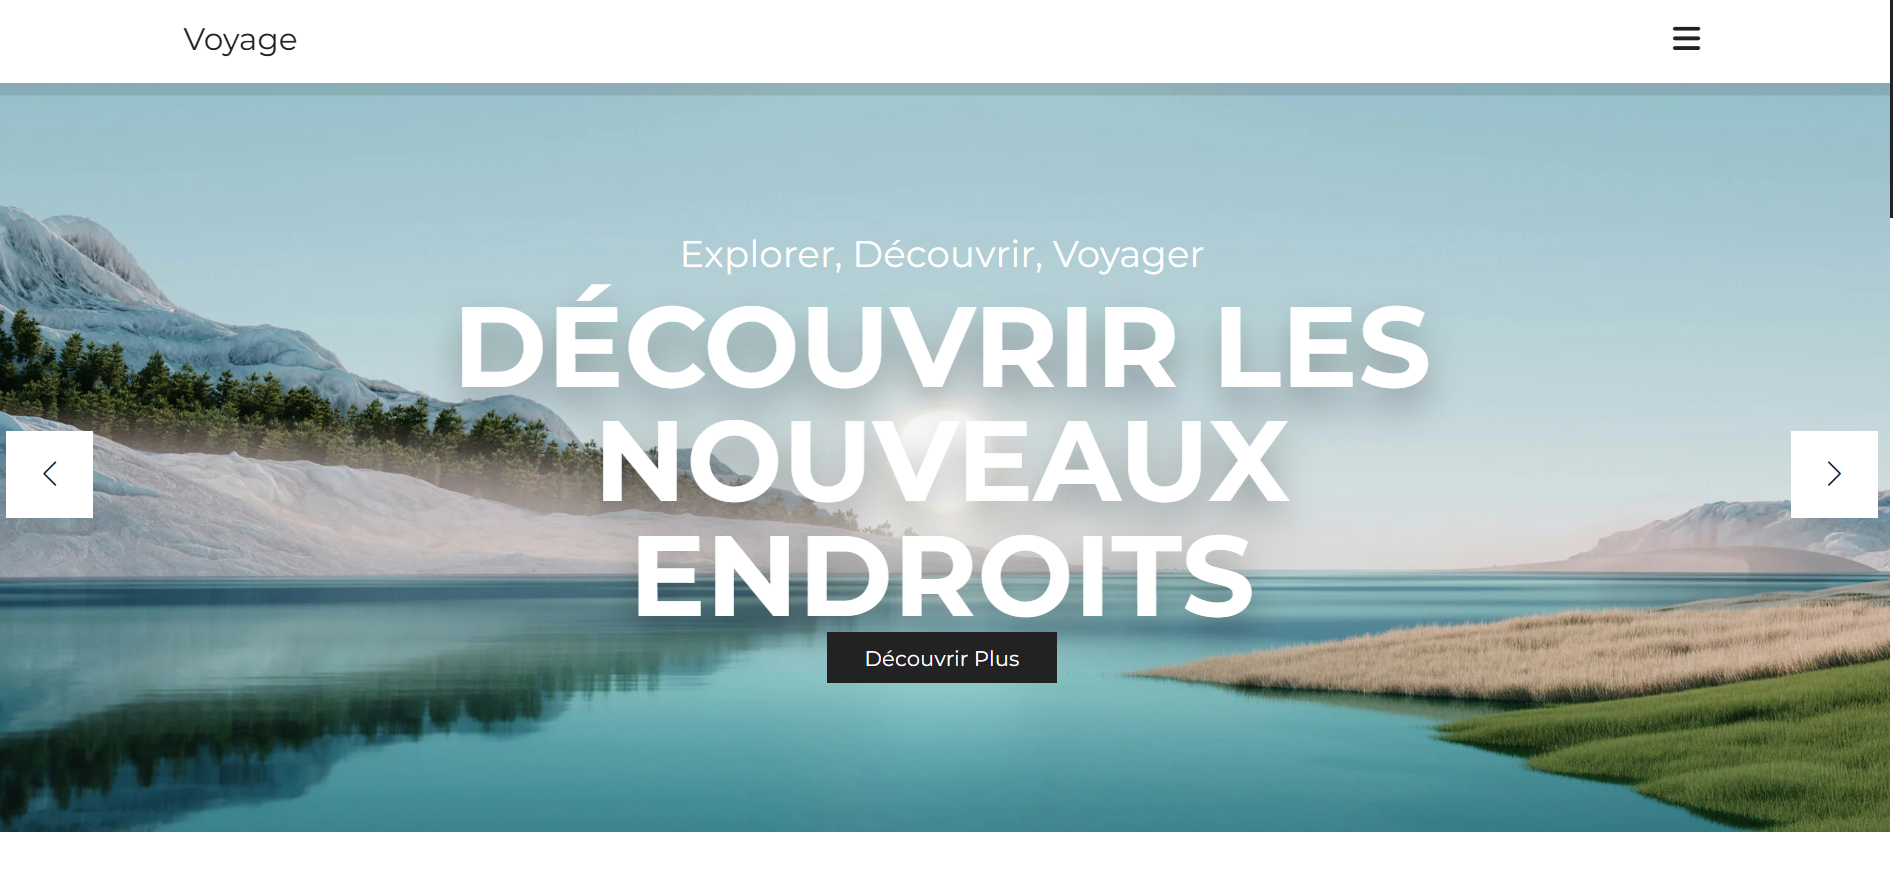 Voyage
Explorer, Découvrir, Voyager
DÉCOUVRIR LES
NOUVEAUX
ENDROITS
Découvrir Plus